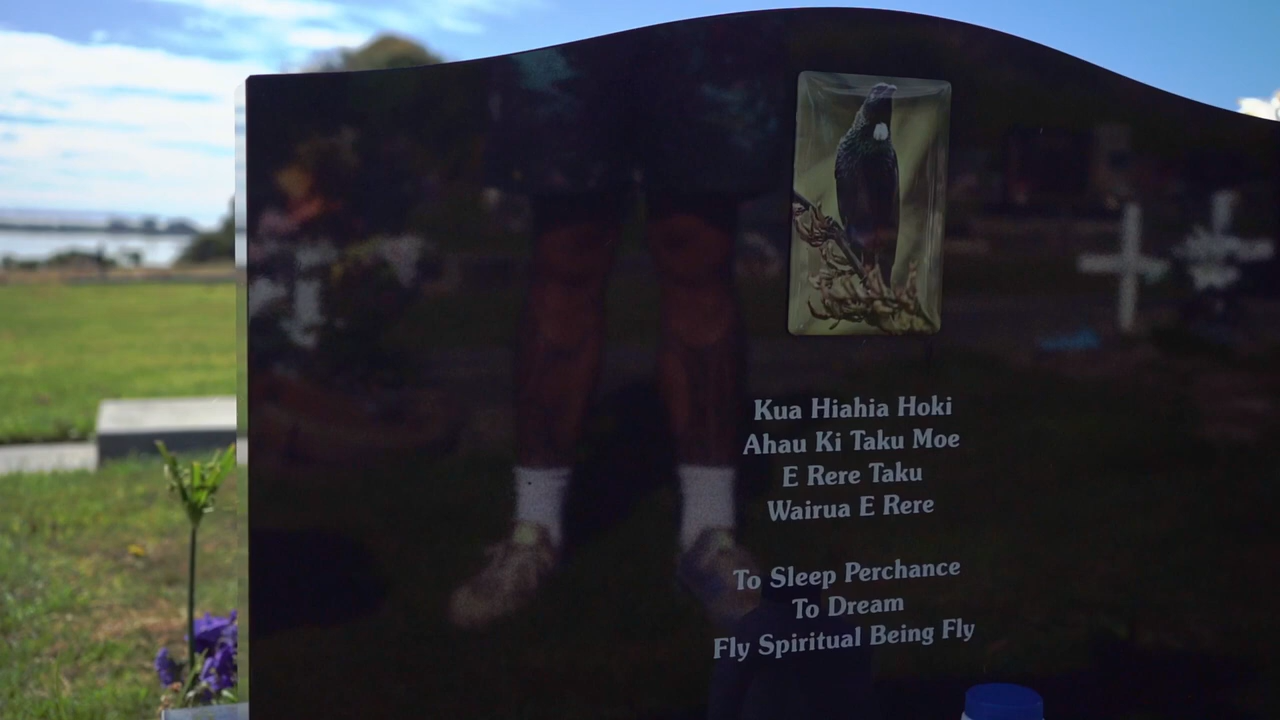 Kua Hiahia Hoki
Ahau Ki Taku Moe
E Rere Taku
Wairua E Rere
To Sleep Perchance
To Dream
Fly Spiritual Being Fly